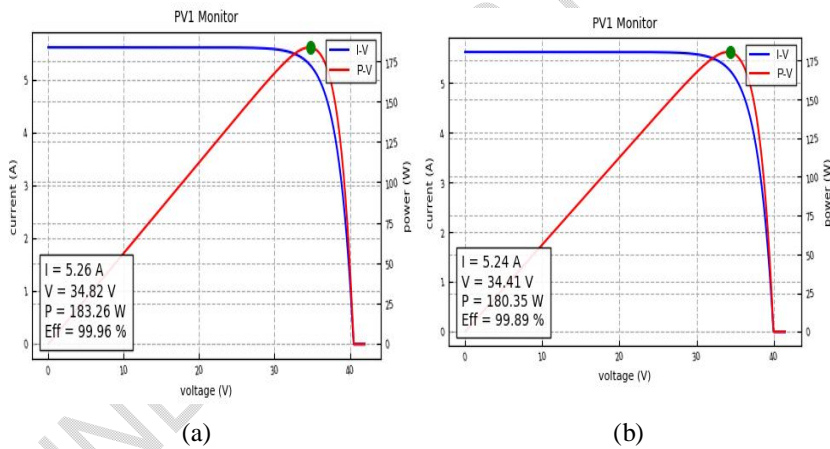 PV1 Monitor
I-V
P-V
current (A)
5
4
3
2
1
0
power (W)
175
150
125
100
75
50
25
0
I = 5.26 A
V = 34.82 V
P = 183.26 W
Eff = 99.96 %
0 10 20 30 40
voltage (V)
(a)
PV1 Monitor
I-V
P-V
current (A)
5
4
3
2
1
0
power (W)
175
150
125
100
75
50
25
0
I = 5.24 A
V = 34.41 V
P = 180.35 W
Eff = 99.89 %
0 10 20 30 40
voltage (V)
(b)